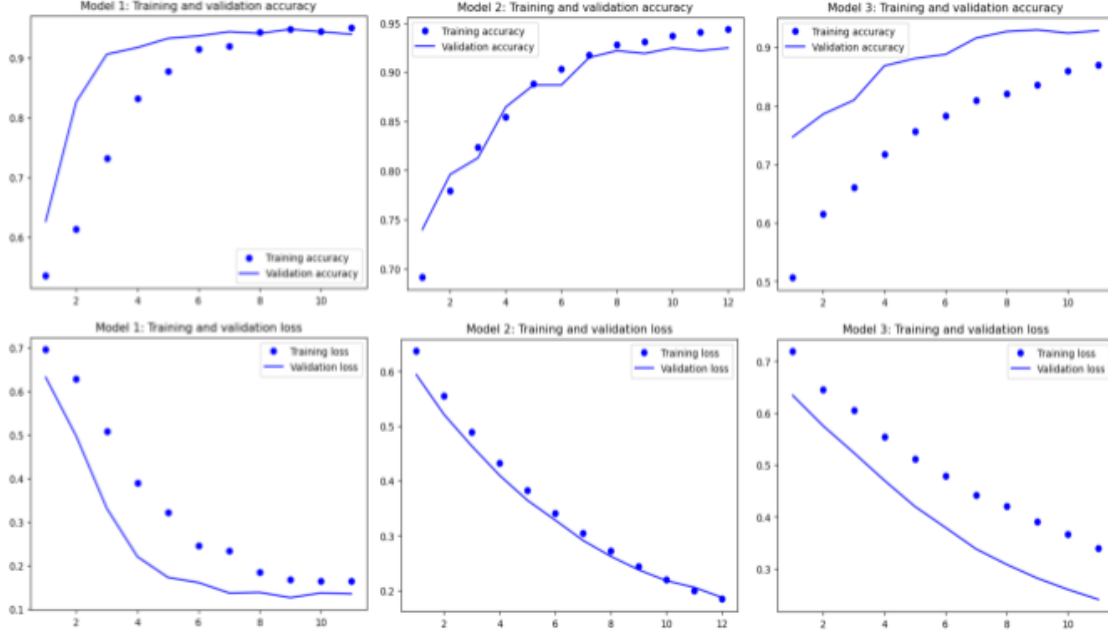 Model 1: Training and validation accuracy
0.9
0.8
0.7
0.6
Training accuracy
Validation accuracy
2 4 6 8 10
Model 2: Training and validation accuracy
0.95
0.90
0.85
0.80
0.75
0.70
Training accuracy
Validation accuracy
2 4 6 8 10 12
Model 3: Training and validation accuracy
0.9
0.8
0.7
0.6
0.5
Training accuracy
Validation accuracy
2 4 6 8 10
Model 1: Training and validation loss
0.7
0.6
0.5
0.4
0.3
0.2
0.1
Training loss
Validation loss
2 4 6 8 10
Model 2: Training and validation loss
0.6
0.5
0.4
0.3
0.2
Training loss
Validation loss
2 4 6 8 10 12
Model 3: Training and validation loss
0.7
0.6
0.5
0.4
0.3
Training loss
Validation loss
2 4 6 8 10